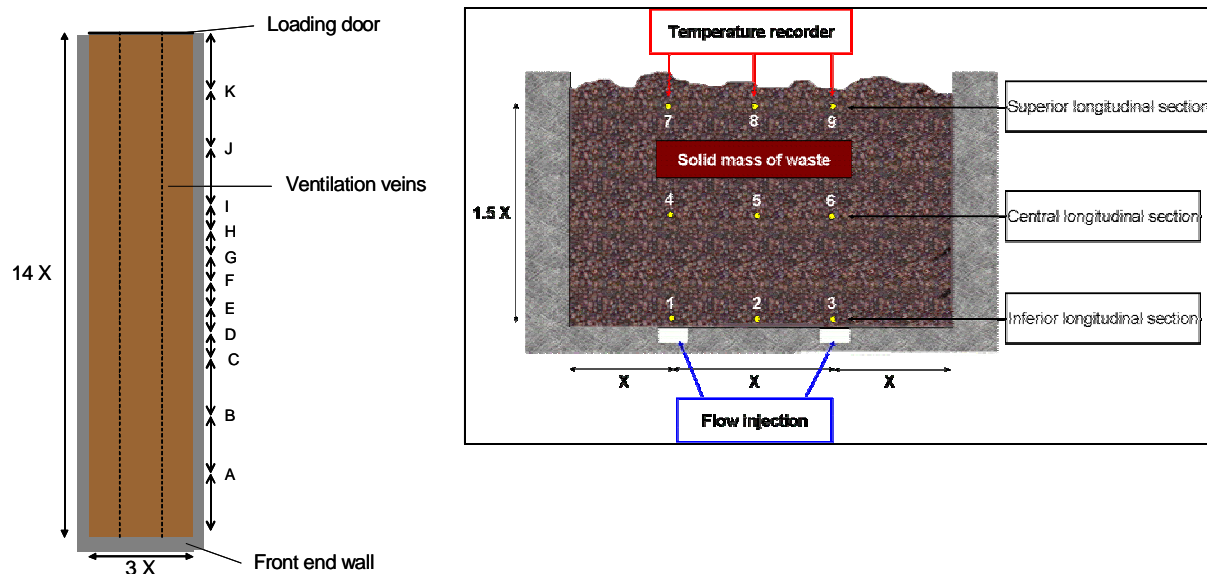 Loading door
K
J
Ventilation veins
I
H
G
14 X
F
E
D
C
B
A
Front end wall
3 X
Temperature recorder
7 8 9
Superior longitudinal section
Solid mass of waste
4 5 6
1.5 X
Central longitudinal section
1 2 3
Inferior longitudinal section
X X X
Flow injection